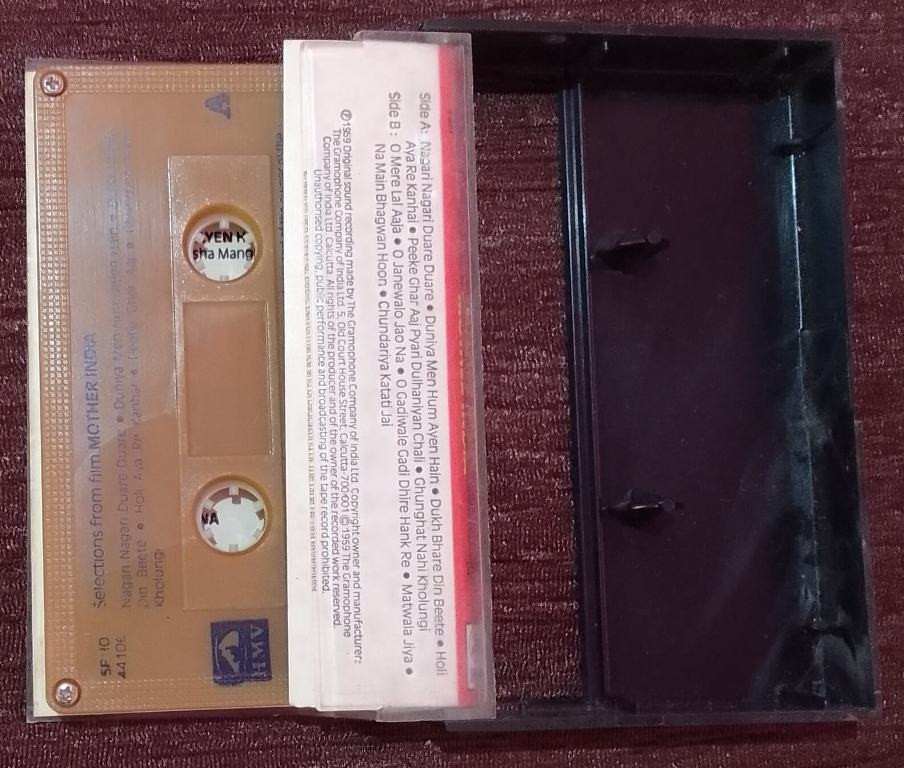 Side A: Nagari Nagari Duare Duare ● Duniya Men Hum Ayen Hain ● Dukh Bhare Din Beete ● Holi
Aya Re Kanhai ● Peeke Ghar Aaj Pyari Dulhaniyan Chali ● Ghunghat Nahi Kholungi
Side B: O Mere Lal Aaja ● O Janewalo Jao Na ● O Gadiwale Gadi Dhire Hank Re ● Matwala Jiya ●
Na Main Bhagwan Hoon ● Chundariya Katati Jai
℗ 1959 Original sound recording made by The Gramophone Company of India Ltd. Copyright owner and manufacturer:
The Gramophone Company of India Ltd. 5, Old Court House Street, Calcutta-700 001 © 1959 The Gramophone
Company of India Ltd. Calcutta. All rights of the producer and of the owner of the recorded work reserved.
Unauthorised copying, public performance and broadcasting of the tape record prohibited.
A
YEN K
sha Mang
VA
HMV
Selections from film MOTHER INDIA
Nagari Nagari Duare Duare ● Duniya Men Hum
Din Beete ● Holi Aya Re Kanhai ● Peeke Ghar Aaj
Kholungi